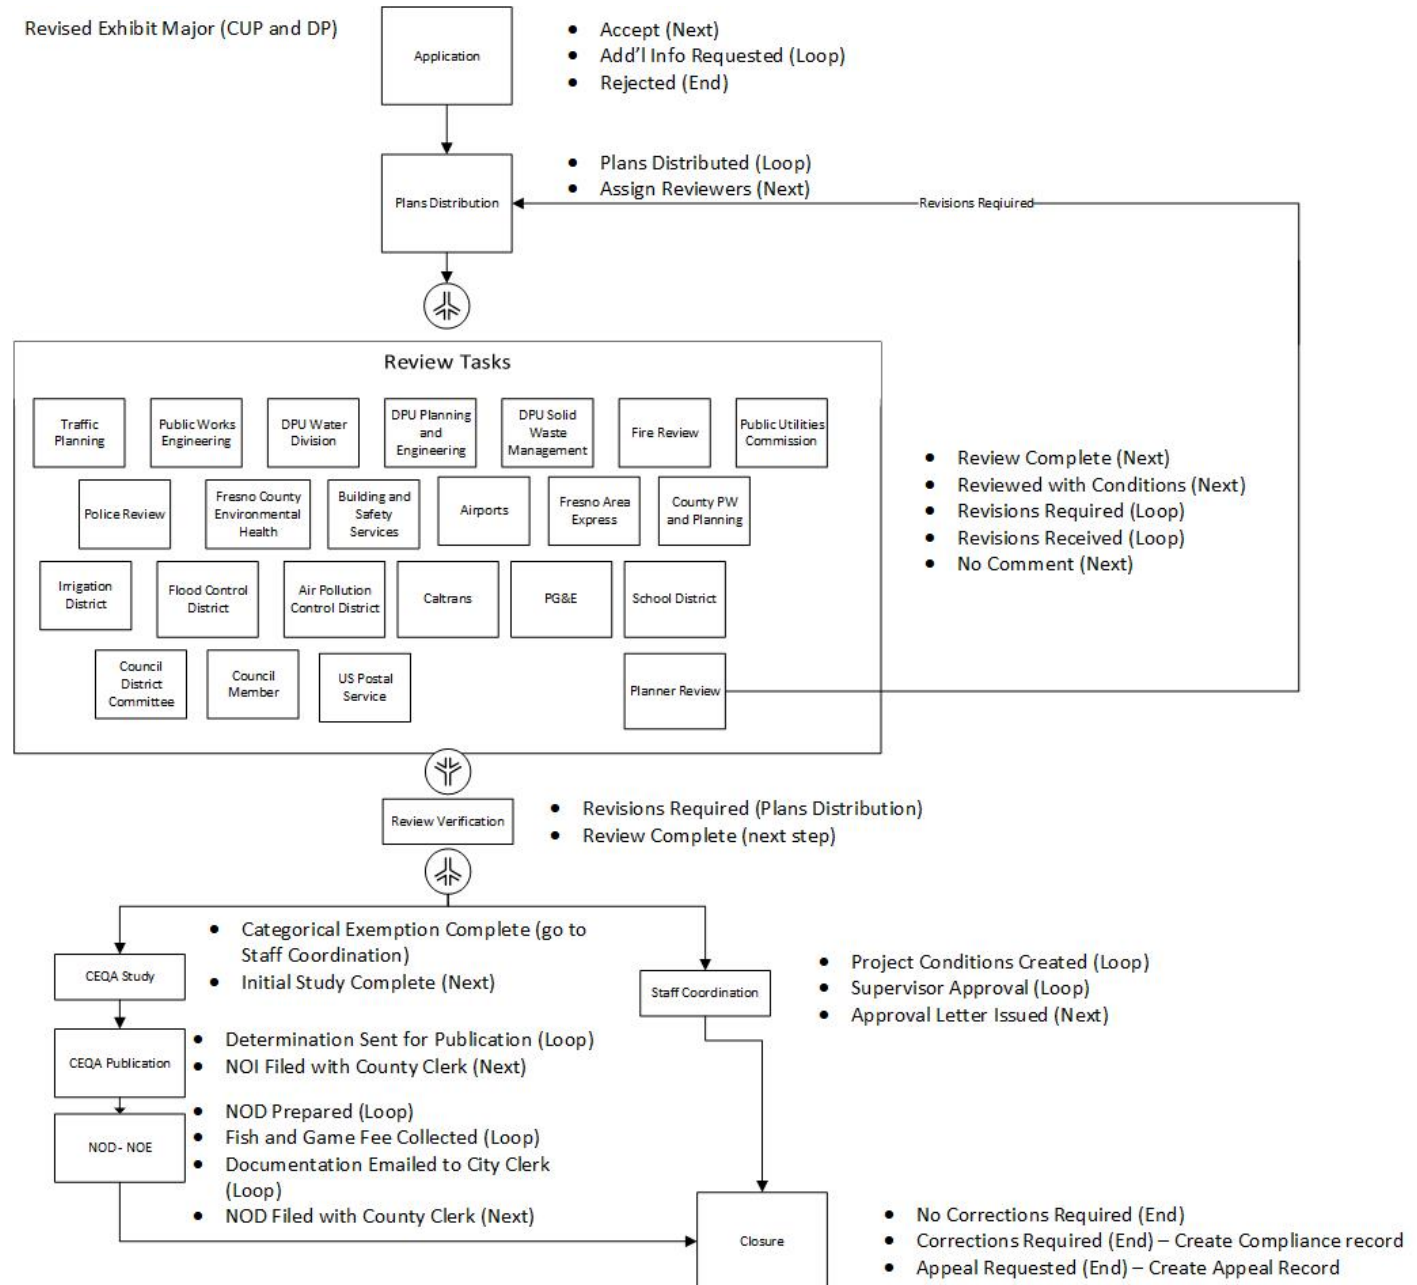 Revised Exhibit Major (CUP and DP)
Application
• Accept (Next)
• Add'l Info Requested (Loop)
• Rejected (End)
Plans Distribution
• Plans Distributed (Loop)
• Assign Reviewers (Next)
Revisions Reqiuired
Review Tasks
Traffic
Planning
Public Works
Engineering
DPU Water
Division
DPU Planning
and
Engineering
DPU Solid
Waste
Management
Fire Review
Public Utilities
Commission
Police Review
Fresno County
Environmental
Health
Building and
Safety
Services
Airports
Fresno Area
Express
County PW
and Planning
Irrigation
District
Flood Control
District
Air Pollution
Control District
Caltrans
PG&E
School District
Council
District
Committee
Council
Member
US Postal
Service
Planner Review
• Review Complete (Next)
• Reviewed with Conditions (Next)
• Revisions Required (Loop)
• Revisions Received (Loop)
• No Comment (Next)
Review Verification
• Revisions Required (Plans Distribution)
• Review Complete (next step)
CEQA Study
• Categorical Exemption Complete (go to
Staff Coordination)
• Initial Study Complete (Next)
Staff Coordination
• Project Conditions Created (Loop)
• Supervisor Approval (Loop)
• Approval Letter Issued (Next)
CEQA Publication
• Determination Sent for Publication (Loop)
• NOI Filed with County Clerk (Next)
NOD - NOE
• NOD Prepared (Loop)
• Fish and Game Fee Collected (Loop)
• Documentation Emailed to City Clerk
(Loop)
• NOD Filed with County Clerk (Next)
Closure
• No Corrections Required (End)
• Corrections Required (End) – Create Compliance record
• Appeal Requested (End) – Create Appeal Record